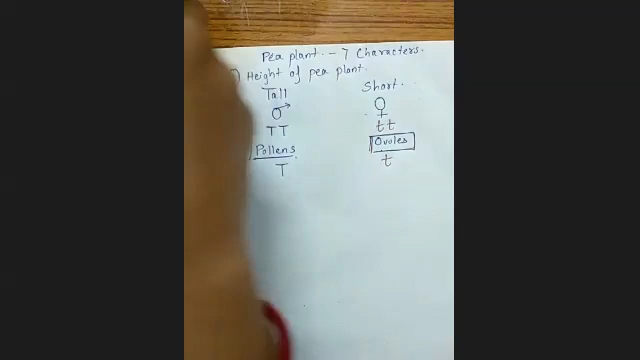 Pea plant. - 7 Characters.
Height of pea plant.
Tall Short.
♂ ♀
TT tt
Pollens Ovules
T t